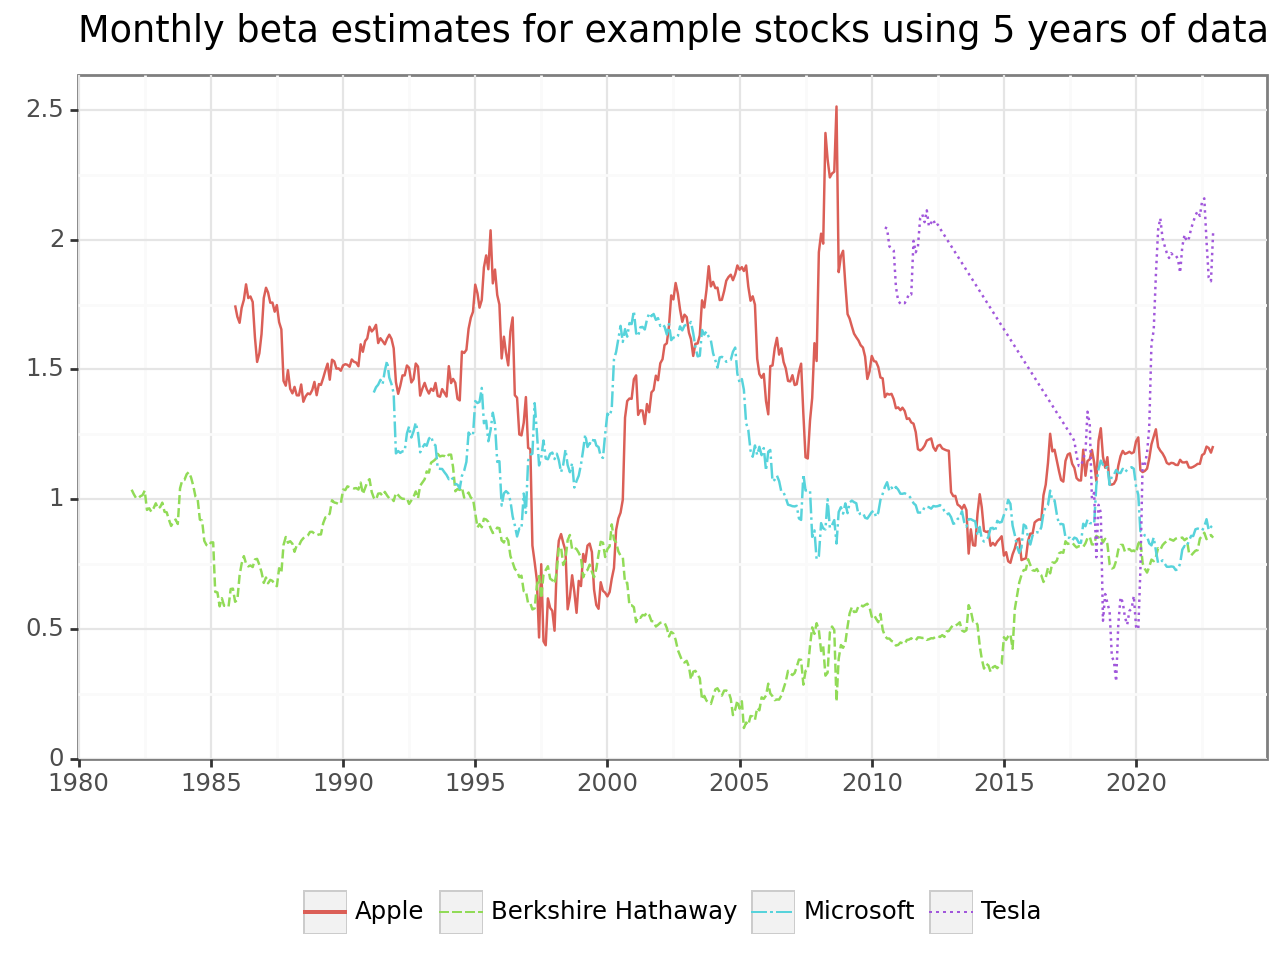 Monthly beta estimates for example stocks using 5 years of data
2.5
2
1.5
1
0.5
0
1980 1985 1990 1995 2000 2005 2010 2015 2020
Apple Berkshire Hathaway Microsoft Tesla